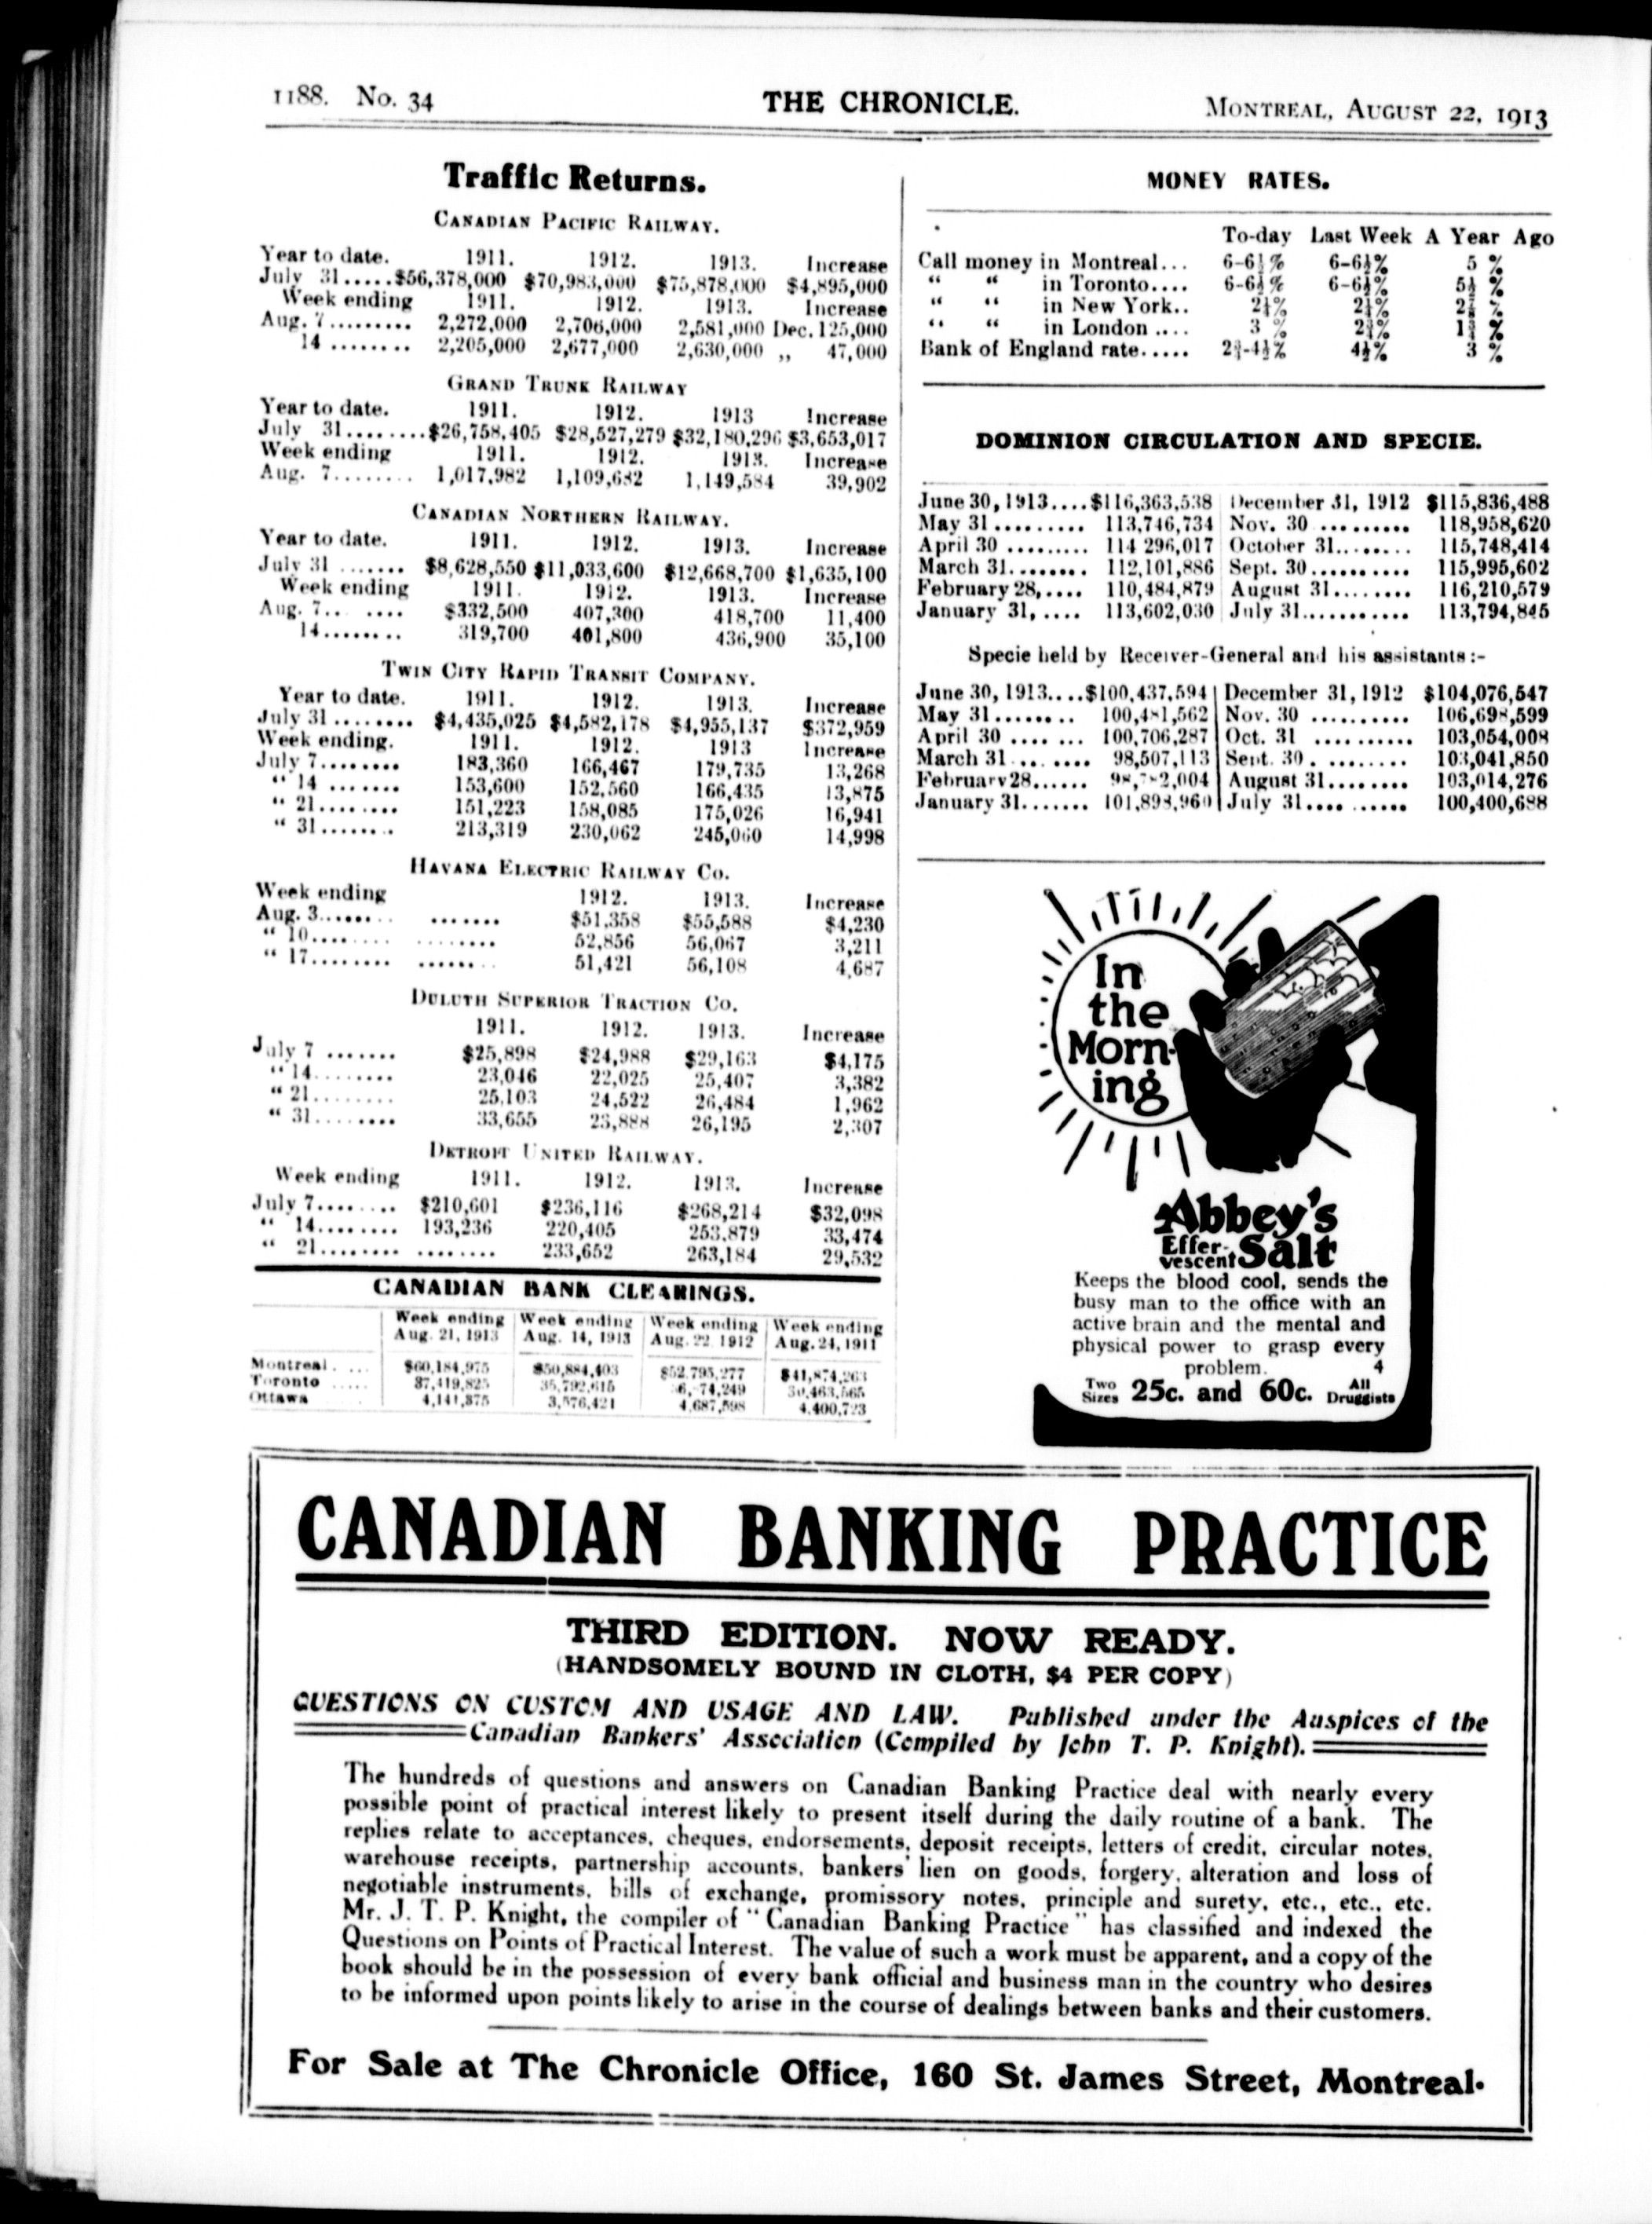 1188. No. 34 THE CHRONICLE. MONTREAL, AUGUST 22, 1913
Traffic Returns.
CANADIAN PACIFIC RAILWAY.
Year to date. 1911. 1912. 1913. Increase
July 31.....$56,378,000 $70,983,000 $75,878,000 $4,895,000
Week ending 1911. 1912. 1913. Increase
Aug. 7......... 2,272,000 2,706,000 2,581,000 Dec. 125,000
14 ........ 2,205,000 2,677,000 2,630,000 ,, 47,000
GRAND TRUNK RAILWAY
Year to date. 1911. 1912. 1913 Increase
July 31........$26,758,405 $28,527,279 $32,180,296 $3,653,017
Week ending 1911. 1912. 1913. Increase
Aug. 7........ 1,017,982 1,109,682 1,149,584 39,902
CANADIAN NORTHERN RAILWAY.
Year to date. 1911. 1912. 1913. Increase
July 31 ....... $8,628,550 $11,033,600 $12,668,700 $1,635,100
Week ending 1911. 1912. 1913. Increase
Aug. 7.. .... $332,500 407,300 418,700 11,400
14........ 319,700 401,800 436,900 35,100
TWIN CITY RAPID TRANSIT COMPANY.
Year to date. 1911. 1912. 1913. Increase
July 31 ........ $4,435,025 $4,582,178 $4,955,137 $372,959
Week ending. 1911. 1912. 1913 Increase
July 7........ 183,360 166,467 179,735 13,268
" 14 ....... 153,600 152,560 166,435 13,875
" 21........ 151,223 158,085 175,026 16,941
" 31........ 213,319 230,062 245,060 14,998
HAVANA ELECTRIC RAILWAY CO.
Week ending 1912. 1913. Increase
Aug. 3........ ....... $51,358 $55,588 $4,230
" 10........ ........ 52,856 56,067 3,211
" 17........ ........ 51,421 56,108 4,687
DULUTH SUPERIOR TRACTION CO.
1911. 1912. 1913. Increase
July 7 ....... $25,898 $24,988 $29,163 $4,175
" 14........ 23,046 22,025 25,407 3,382
" 21........ 25,103 24,522 26,484 1,962
" 31........ 33,655 23,888 26,195 2,307
DETROIT UNITED RAILWAY.
Week ending 1911. 1912. 1913. Increase
July 7........ $210,601 $236,116 $268,214 $32,098
" 14........ 193,236 220,405 253,879 33,474
" 21........ ........ 233,652 263,184 29,532
CANADIAN BANK CLEARINGS.
Week ending Week ending Week ending Week ending
Aug. 21, 1913 Aug. 14, 1913 Aug. 22 1912 Aug. 24, 1911
Montreal. ... $60,184,975 $50,884,403 $52,795,277 $41,874,263
Toronto ..... 37,419,825 35,792,615 30,463,565
Ottawa 4,141,875 3,576,421 4,687,598 4,400,723
MONEY RATES.
To-day Last Week A Year Ago
Call money in Montreal... 6-6½% 6-6½% 5 %
" " in Toronto.... 6-6½% 6-6½% 5½ %
" " in New York..
" " in London .... 3 %
Bank of England rate..... 4½% 3 %
DOMINION CIRCULATION AND SPECIE.
June 30, 1913....$116,363,538 December 31, 1912 $115,836,488
May 31......... 113,746,734 Nov. 30 .......... 118,958,620
April 30 ......... 114 296,017 October 31........ 115,748,414
March 31........ 112,101,886 Sept. 30........... 115,995,602
February 28,.... 110,484,879 August 31........ 116,210,579
January 31, .... 113,602,030 July 31............ 113,794,845
Specie held by Receiver-General and his assistants:-
June 30, 1913....$100,437,594 December 31, 1912 $104,076,547
May 31........ 100,481,562 Nov. 30 .......... 106,698,599
April 30 .... ... 100,706,287 Oct. 31 .......... 103,054,008
March 31... .... 98,507,113 Sept. 30 . ........ 103,041,850
February 28...... August 31........ 103,014,276
January 31....... 101,898,960 July 31.... ...... 100,400,688
In
the
Morn-
ing
Abbey's
Effer-
vescent Salt
Keeps the blood cool, sends the
busy man to the office with an
active brain and the mental and
physical power to grasp every
problem. 4
Two Sizes 25c. and 60c. All Druggists
CANADIAN BANKING PRACTICE
THIRD EDITION. NOW READY.
(HANDSOMELY BOUND IN CLOTH, $4 PER COPY)
QUESTIONS ON CUSTOM AND USAGE AND LAW. Published under the Auspices of the
Canadian Bankers' Association (Compiled by John T. P. Knight).
The hundreds of questions and answers on Canadian Banking Practice deal with nearly every
possible point of practical interest likely to present itself during the daily routine of a bank. The
replies relate to acceptances, cheques, endorsements, deposit receipts, letters of credit, circular notes,
warehouse receipts, partnership accounts, bankers' lien on goods, forgery, alteration and loss of
negotiable instruments, bills of exchange, promissory notes, principle and surety, etc., etc., etc.
Mr. J. T. P. Knight, the compiler of "Canadian Banking Practice" has classified and indexed the
Questions on Points of Practical Interest. The value of such a work must be apparent, and a copy of the
book should be in the possession of every bank official and business man in the country who desires
to be informed upon points likely to arise in the course of dealings between banks and their customers.
For Sale at The Chronicle Office, 160 St. James Street, Montreal.